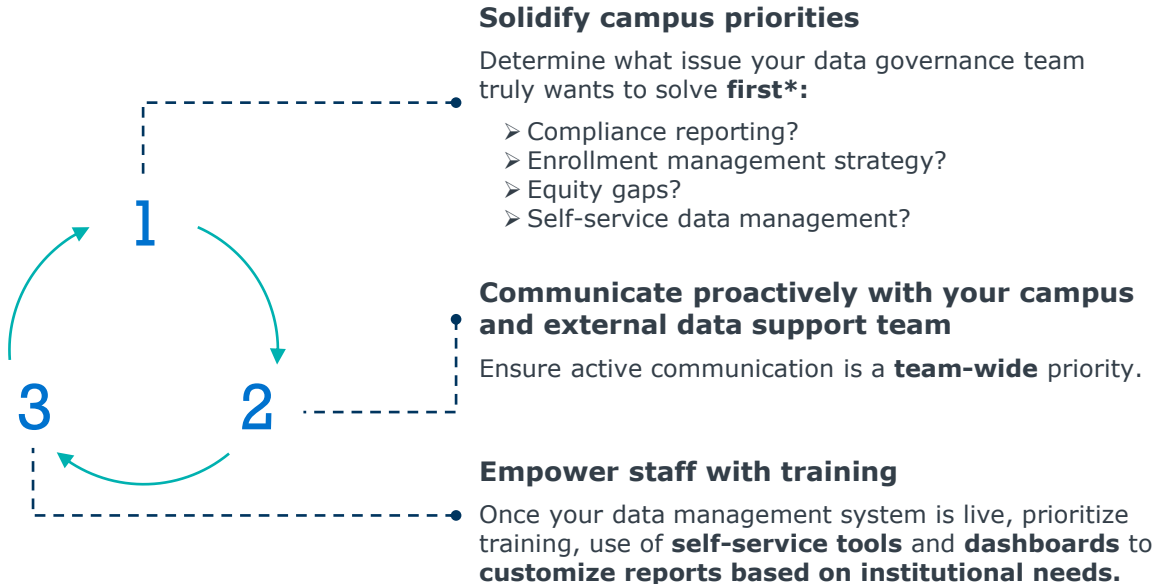 Solidify campus priorities
Determine what issue your data governance team
truly wants to solve first*:
➢ Compliance reporting?
➢ Enrollment management strategy?
➢ Equity gaps?
➢ Self-service data management?
1
Communicate proactively with your campus
and external data support team
Ensure active communication is a team-wide priority.
3
2
Empower staff with training
Once your data management system is live, prioritize
training, use of self-service tools and dashboards to
customize reports based on institutional needs.